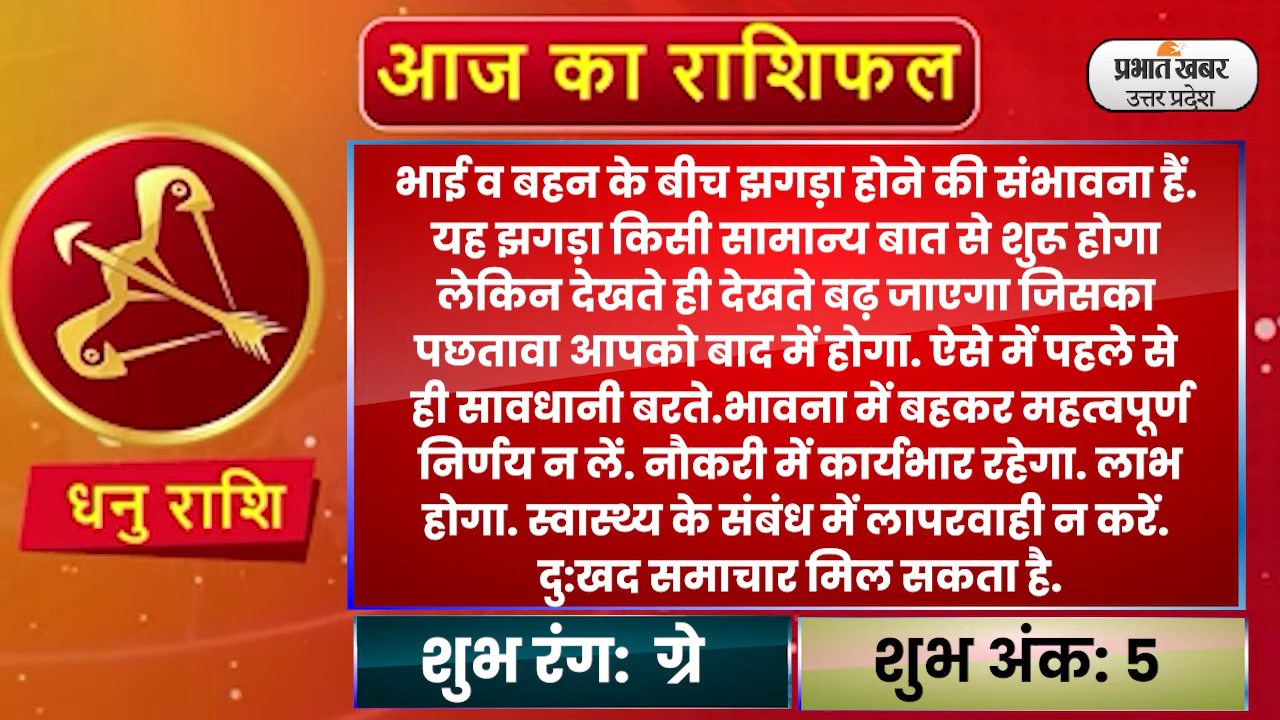 आज का राशिफल
प्रभात खबर
उत्तर प्रदेश
भाई व बहन के बीच झगड़ा होने की संभावना हैं.
यह झगड़ा किसी सामान्य बात से शुरू होगा
लेकिन देखते ही देखते बढ़ जाएगा जिसका
पछतावा आपको बाद में होगा. ऐसे में पहले से
ही सावधानी बरते.भावना में बहकर महत्वपूर्ण
निर्णय न लें. नौकरी में कार्यभार रहेगा. लाभ
होगा. स्वास्थ्य के संबंध में लापरवाही न करें.
दु:खद समाचार मिल सकता है.
धनु राशि
शुभ रंग: ग्रे
शुभ अंक: 5